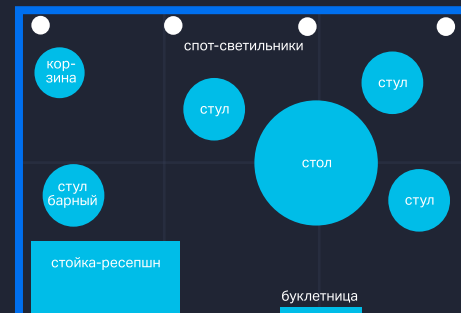 спот-светильники
кор-
зина
стул
стул
стол
стул
барный
стул
стойка-ресепшн
буклетница